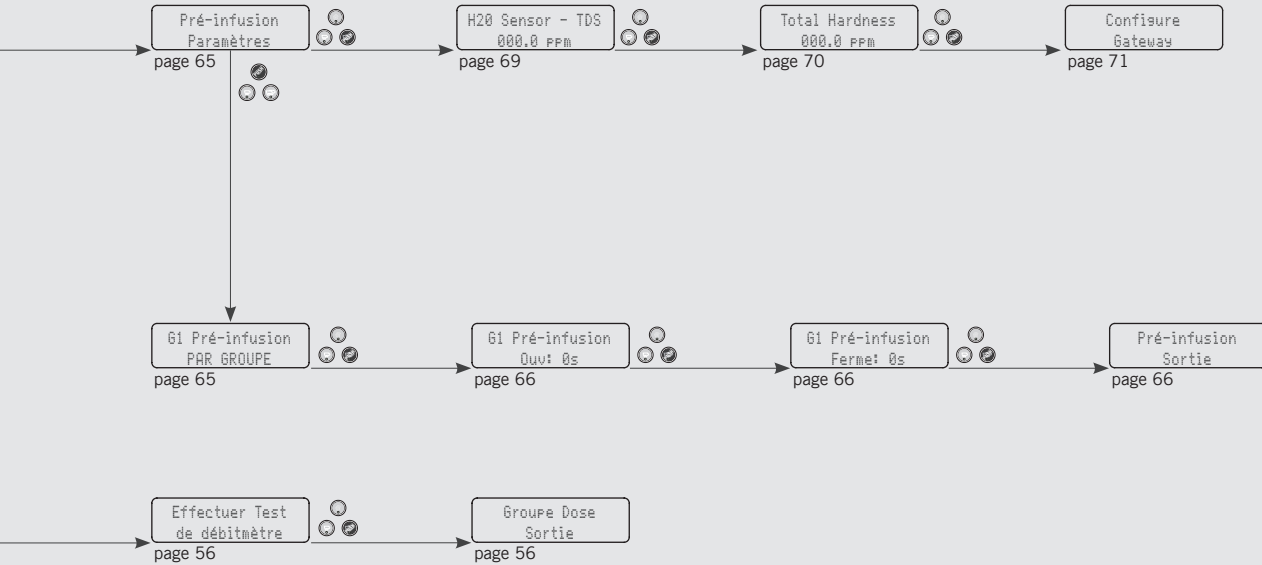 Pré-infusion
Paramètres
page 65
H20 Sensor - TDS
000.0 ppm
page 69
Total Hardness
000.0 ppm
page 70
Configure
Gateway
page 71
G1 Pré-infusion
PAR GROUPE
page 65
G1 Pré-infusion
Ouv: 0s
page 66
G1 Pré-infusion
Ferme: 0s
page 66
Pré-infusion
Sortie
page 66
Effectuer Test
de débitmètre
page 56
Groupe Dose
Sortie
page 56